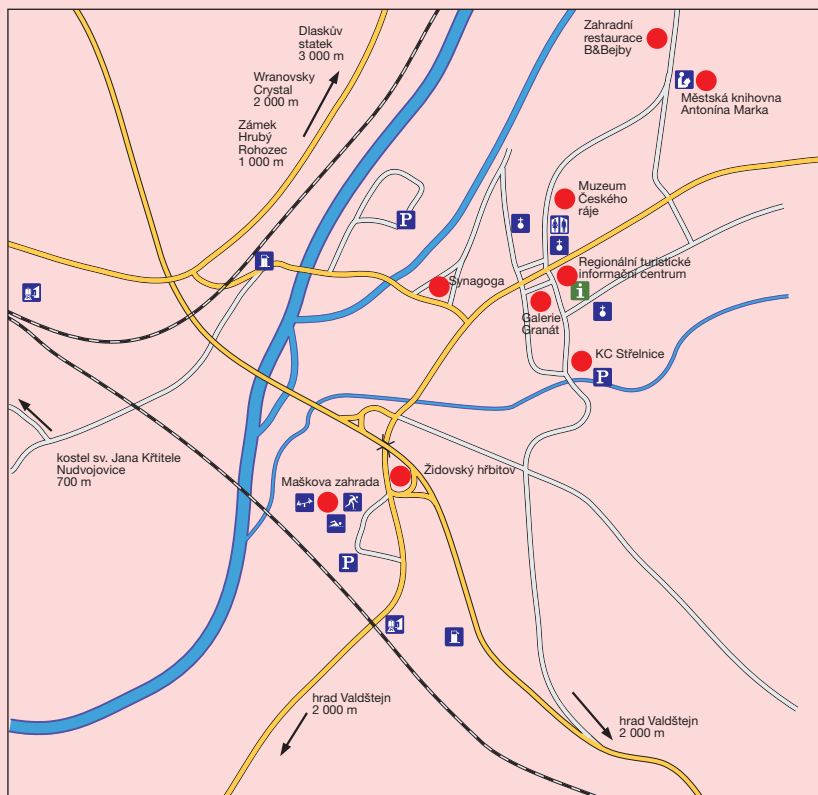 Dlaskův
statek
3 000 m
Wranovsky
Crystal
2 000 m
Zámek
Hrubý
Rohozec
1 000 m
Zahradní
restaurace
B&Bejby
Městská knihovna
Antonína Marka
Muzeum
Českého
ráje
P
Regionální turistické
informační centrum
i
Synagoga
Galerie
Granát
KC Střelnice
P
kostel sv. Jana Křtitele
Nudvojovice
700 m
Židovský hřbitov
Maškova zahrada
P
hrad Valdštejn
2 000 m
hrad Valdštejn
2 000 m